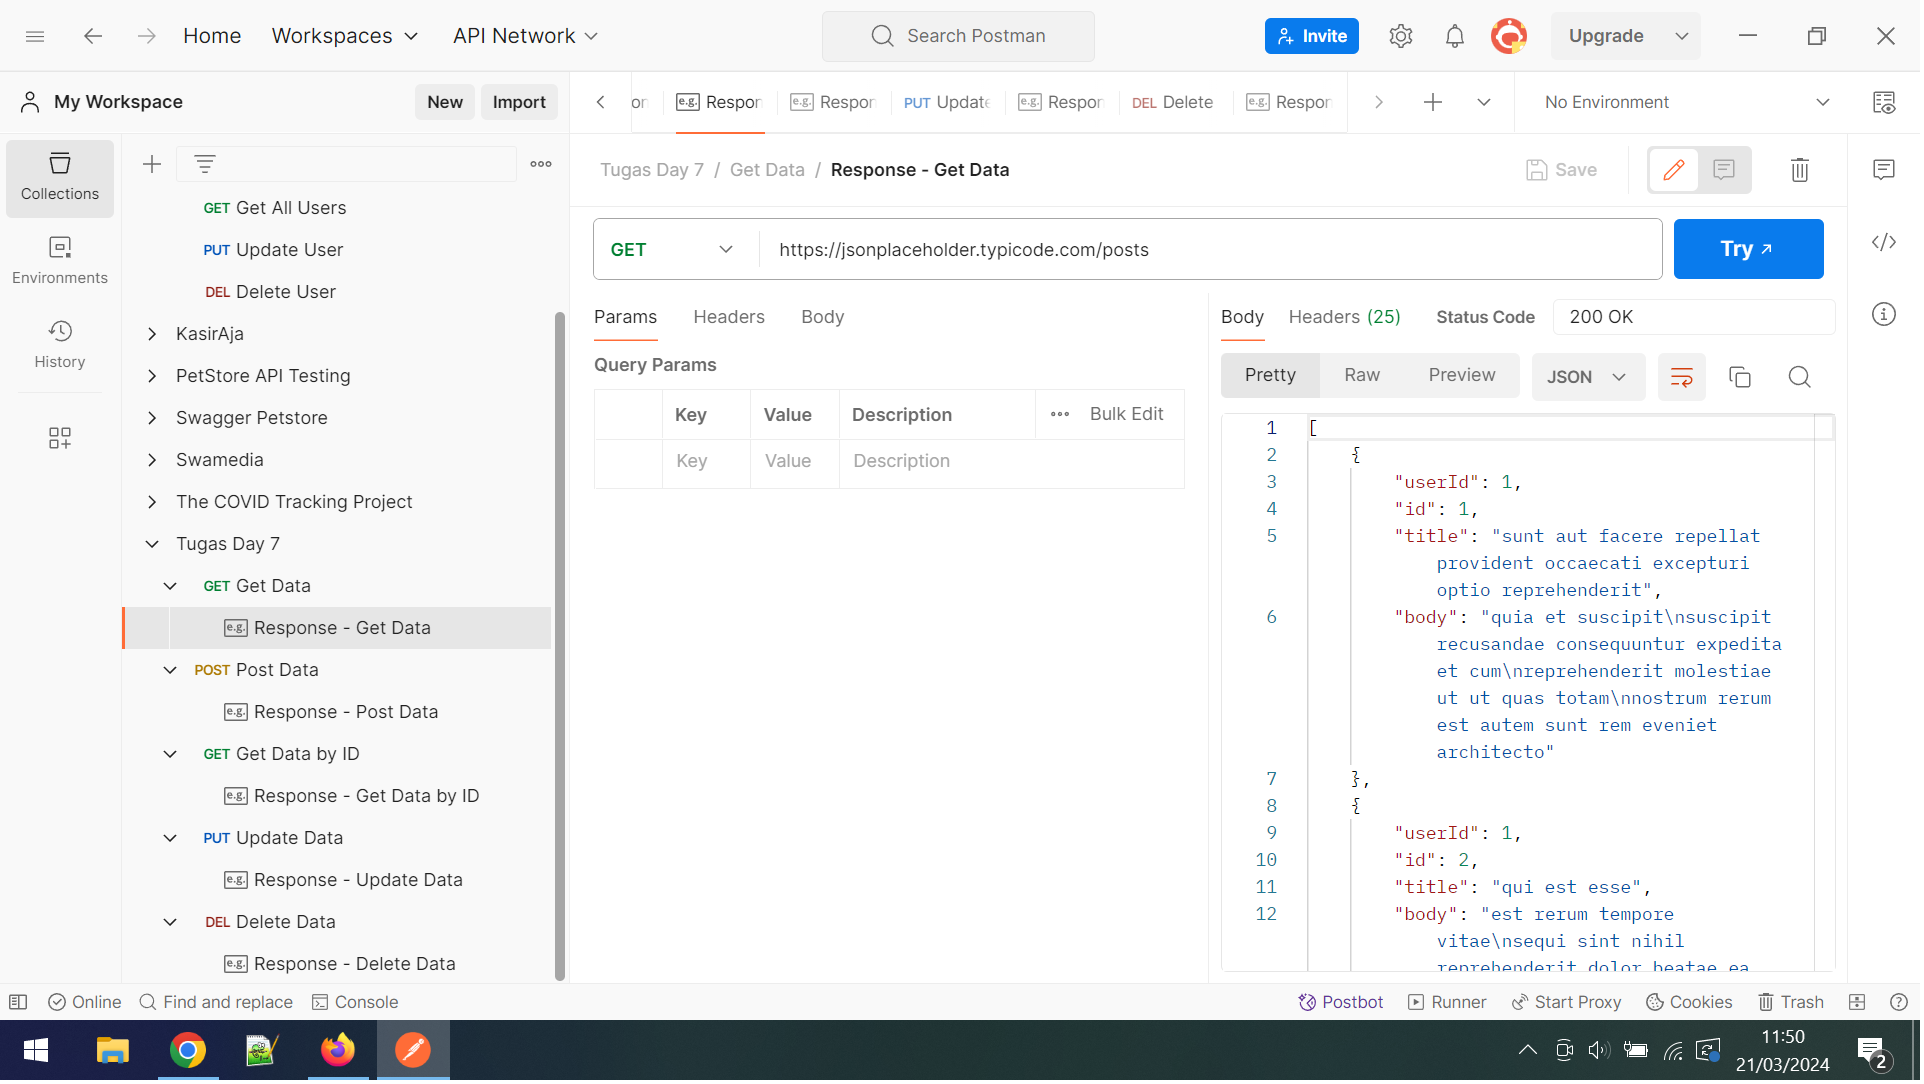 Home Workspaces API Network Search Postman Invite Upgrade
My Workspace New Import
e.g. Respon e.g. Respon PUT Update e.g. Respon DEL Delete e.g. Respon No Environment
Collections
Environments
History
GET Get All Users
PUT Update User
DEL Delete User
KasirAja
PetStore API Testing
Swagger Petstore
Swamedia
The COVID Tracking Project
Tugas Day 7
GET Get Data
e.g. Response - Get Data
POST Post Data
e.g. Response - Post Data
GET Get Data by ID
e.g. Response - Get Data by ID
PUT Update Data
e.g. Response - Update Data
DEL Delete Data
e.g. Response - Delete Data
Tugas Day 7 / Get Data / Response - Get Data Save
GET https://jsonplaceholder.typicode.com/posts Try
Params Headers Body
Query Params
Key Value Description Bulk Edit
Key Value Description
Body Headers (25) Status Code 200 OK
Pretty Raw Preview JSON
1 [
2 {
3 "userId": 1,
4 "id": 1,
5 "title": "sunt aut facere repellat
provident occaecati excepturi
optio reprehenderit",
6 "body": "quia et suscipit\nsuscipit
recusandae consequuntur expedita
et cum\nreprehenderit molestiae
ut ut quas totam\nnostrum rerum
est autem sunt rem eveniet
architecto"
7 },
8 {
9 "userId": 1,
10 "id": 2,
11 "title": "qui est esse",
12 "body": "est rerum tempore
vitae\nsequi sint nihil
reprehenderit dolor beatae ea
Online Find and replace Console Postbot Runner Start Proxy Cookies Trash
11:50
21/03/2024
2